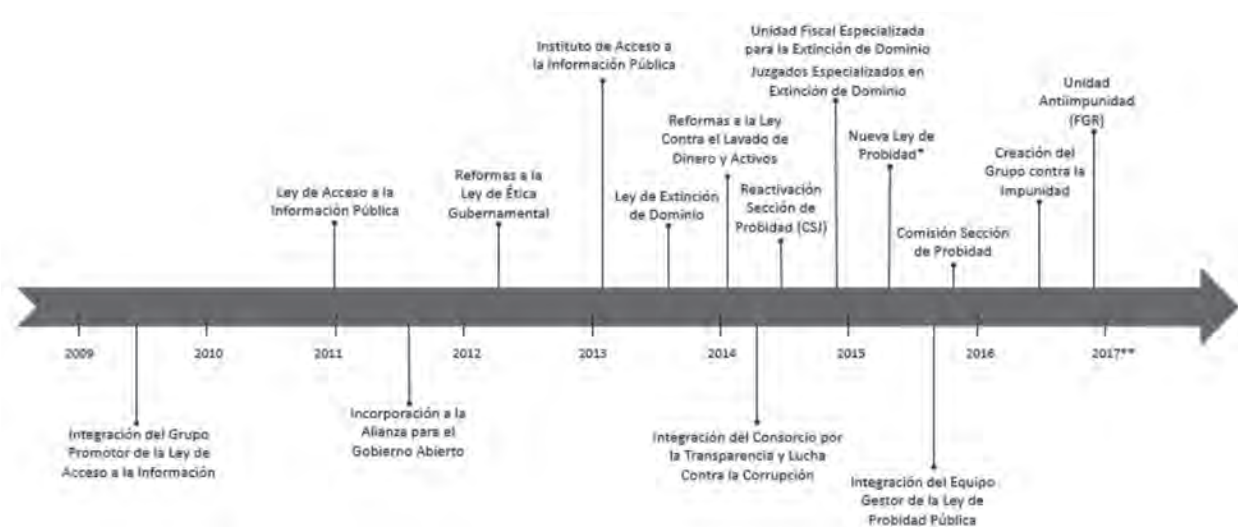 Ley de Acceso a la
Información Pública
Reformas a la
Ley de Ética
Gubernamental
Instituto de Acceso a
la Información Pública
Ley de Extinción
de Dominio
Reformas a la Ley
Contra el Lavado de
Dinero y Activos
Reactivación
Sección de
Probidad (CSJ)
Unidad Fiscal Especializada
para la Extinción de Dominio
Juzgados Especializados en
Extinción de Dominio
Nueva Ley de
Probidad*
Comisión Sección
de Probidad
Creación del
Grupo contra la
Impunidad
Unidad
Antiimpunidad
(FGR)
2009
2010
2011
2012
2013
2014
2015
2016
2017**
Integración del Grupo
Promotor de la Ley de
Acceso a la Información
Incorporación a la
Alianza para el
Gobierno Abierto
Integración del Consorcio por
la Transparencia y Lucha
Contra la Corrupción
Integración del Equipo
Gestor de la Ley de
Probidad Pública